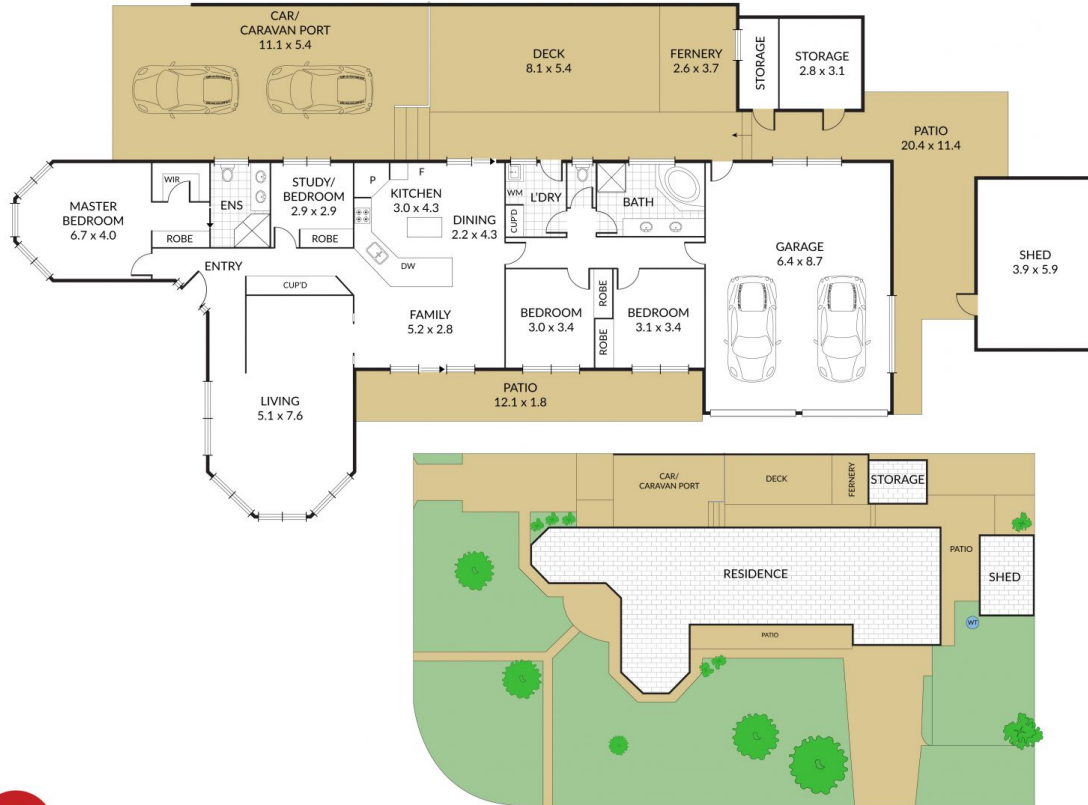 CAR/
CARAVAN PORT
11.1 x 5.4
DECK
8.1 x 5.4
FERNERY
2.6 x 3.7
STORAGE
STORAGE
2.8 x 3.1
PATIO
20.4 x 11.4
MASTER
BEDROOM
6.7 x 4.0
WIR
ROBE
ENS
STUDY/
BEDROOM
2.9 x 2.9
ROBE
P
F
KITCHEN
3.0 x 4.3
DINING
2.2 x 4.3
DW
WM
L'DRY
CUP'D
BATH
GARAGE
6.4 x 8.7
SHED
3.9 x 5.9
ENTRY
CUP'D
FAMILY
5.2 x 2.8
BEDROOM
3.0 x 3.4
ROBE
ROBE
BEDROOM
3.1 x 3.4
LIVING
5.1 x 7.6
PATIO
12.1 x 1.8
CAR/
CARAVAN PORT
DECK
FERNERY
STORAGE
RESIDENCE
PATIO
SHED
WT
PATIO